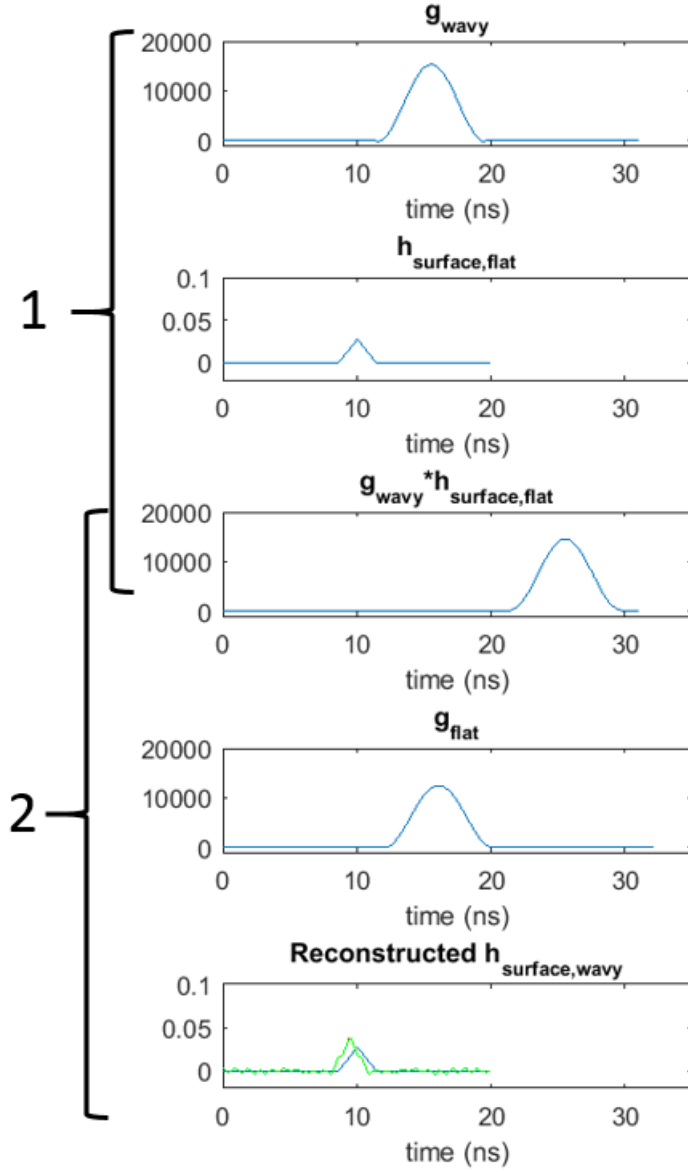 g_wavy
20000
10000
0
0 10 20 30
time (ns)
h_surface,flat
0.1
0.05
0
0 10 20 30
time (ns)
1
g_wavy*h_surface,flat
20000
10000
0
0 10 20 30
time (ns)
g_flat
20000
10000
0
0 10 20 30
time (ns)
2
Reconstructed h_surface,wavy
0.1
0.05
0
0 10 20 30
time (ns)